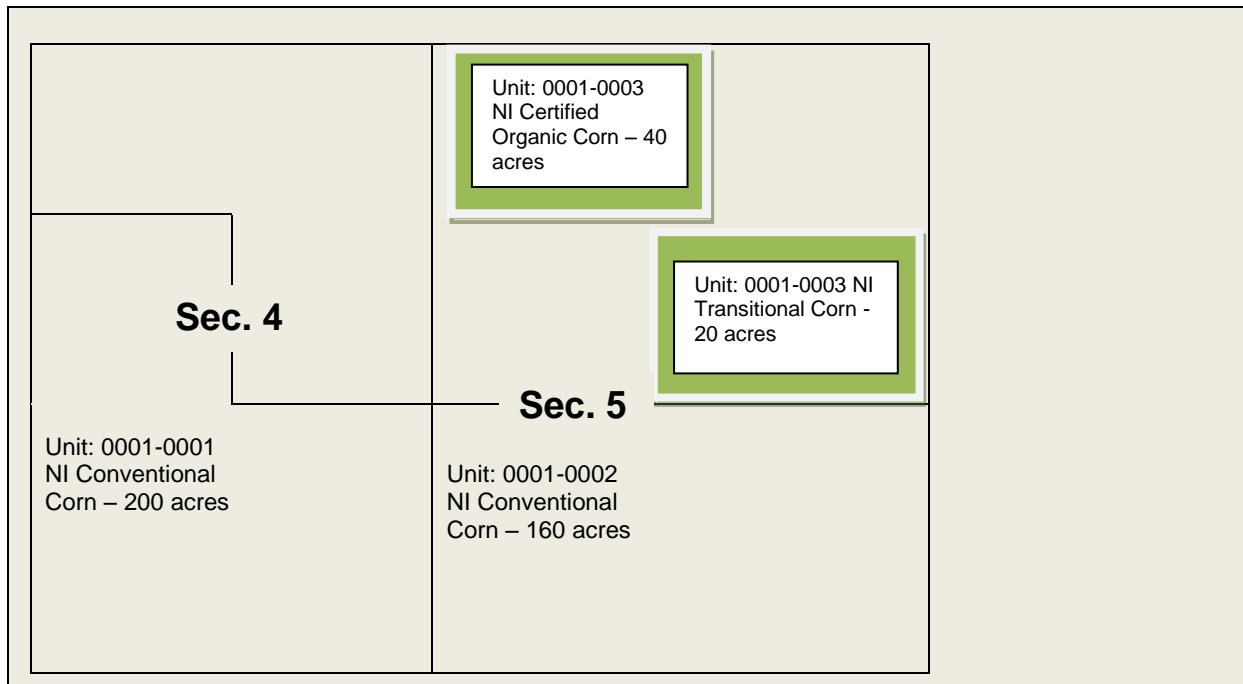 Unit: 0001-0003
NI Certified
Organic Corn – 40
acres
Unit: 0001-0003 NI
Transitional Corn -
20 acres
Sec. 4
Sec. 5
Unit: 0001-0001
NI Conventional
Corn – 200 acres
Unit: 0001-0002
NI Conventional
Corn – 160 acres